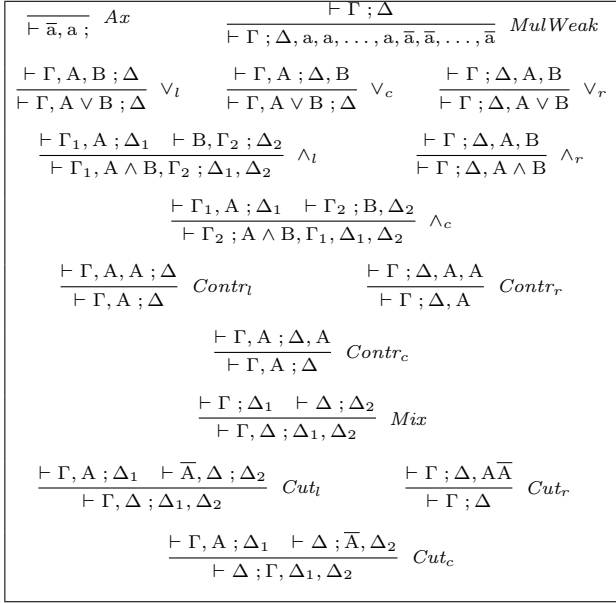 ⊢ a̅, a ;   Ax     ⊢ Γ ; Δ
⊢ Γ ; Δ, a, a, . . . , a, a̅, a̅, . . . , a̅   MulWeak
⊢ Γ, A, B ; Δ     ⊢ Γ, A ; Δ, B     ⊢ Γ ; Δ, A, B
⊢ Γ, A ∨ B ; Δ   ∨l     ⊢ Γ, A ∨ B ; Δ   ∨c     ⊢ Γ ; Δ, A ∨ B   ∨r
⊢ Γ1, A ; Δ1   ⊢ B, Γ2 ; Δ2     ⊢ Γ ; Δ, A, B
⊢ Γ1, A ∧ B, Γ2 ; Δ1, Δ2   ∧l     ⊢ Γ ; Δ, A ∧ B   ∧r
⊢ Γ1, A ; Δ1   ⊢ Γ2 ; B, Δ2
⊢ Γ2 ; A ∧ B, Γ1, Δ1, Δ2   ∧c
⊢ Γ, A, A ; Δ     ⊢ Γ ; Δ, A, A
⊢ Γ, A ; Δ   Contrl     ⊢ Γ ; Δ, A   Contrr
⊢ Γ, A ; Δ, A
⊢ Γ, A ; Δ   Contrc
⊢ Γ ; Δ1   ⊢ Δ ; Δ2
⊢ Γ, Δ ; Δ1, Δ2   Mix
⊢ Γ, A ; Δ1   ⊢ A̅, Δ ; Δ2     ⊢ Γ ; Δ, AA̅
⊢ Γ, Δ ; Δ1, Δ2   Cutl     ⊢ Γ ; Δ   Cutr
⊢ Γ, A ; Δ1   ⊢ Δ ; A̅, Δ2
⊢ Δ ; Γ, Δ1, Δ2   Cutc